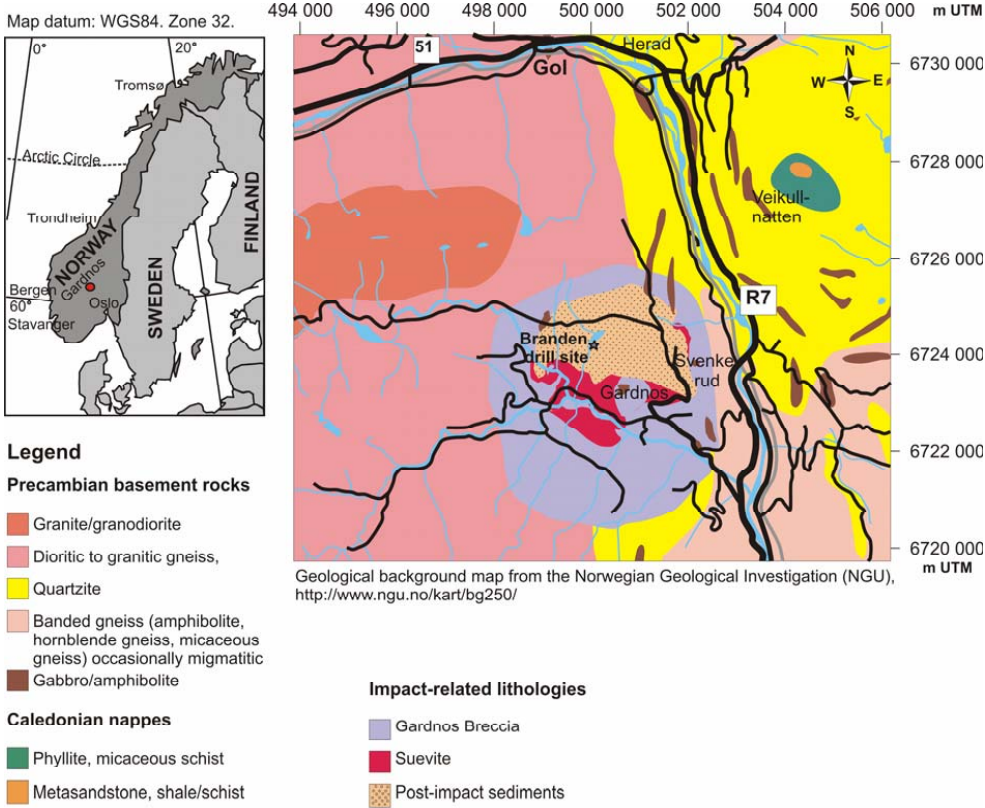 Map datum: WGS84. Zone 32.
0°
20°
Tromsø
Arctic Circle
Trondheim
NORWAY
Gardnos
Bergen
60°
Oslo
Stavanger
SWEDEN
FINLAND
494 000
496 000
498 000
500 000
502 000
504 000
506 000
m UTM
51
Gol
Herad
N
W
E
S
6730 000
6728 000
Veikull-
natten
6726 000
R7
Branden
drill site
Svenke
rud
6724 000
Gardnos
6722 000
6720 000
m UTM
Geological background map from the Norwegian Geological Investigation (NGU),
http://www.ngu.no/kart/bg250/
Legend
Precambian basement rocks
Granite/granodiorite
Dioritic to granitic gneiss,
Quartzite
Banded gneiss (amphibolite,
hornblende gneiss, micaceous
gneiss) occasionally migmatitic
Gabbro/amphibolite
Caledonian nappes
Phyllite, micaceous schist
Metasandstone, shale/schist
Impact-related lithologies
Gardnos Breccia
Suevite
Post-impact sediments